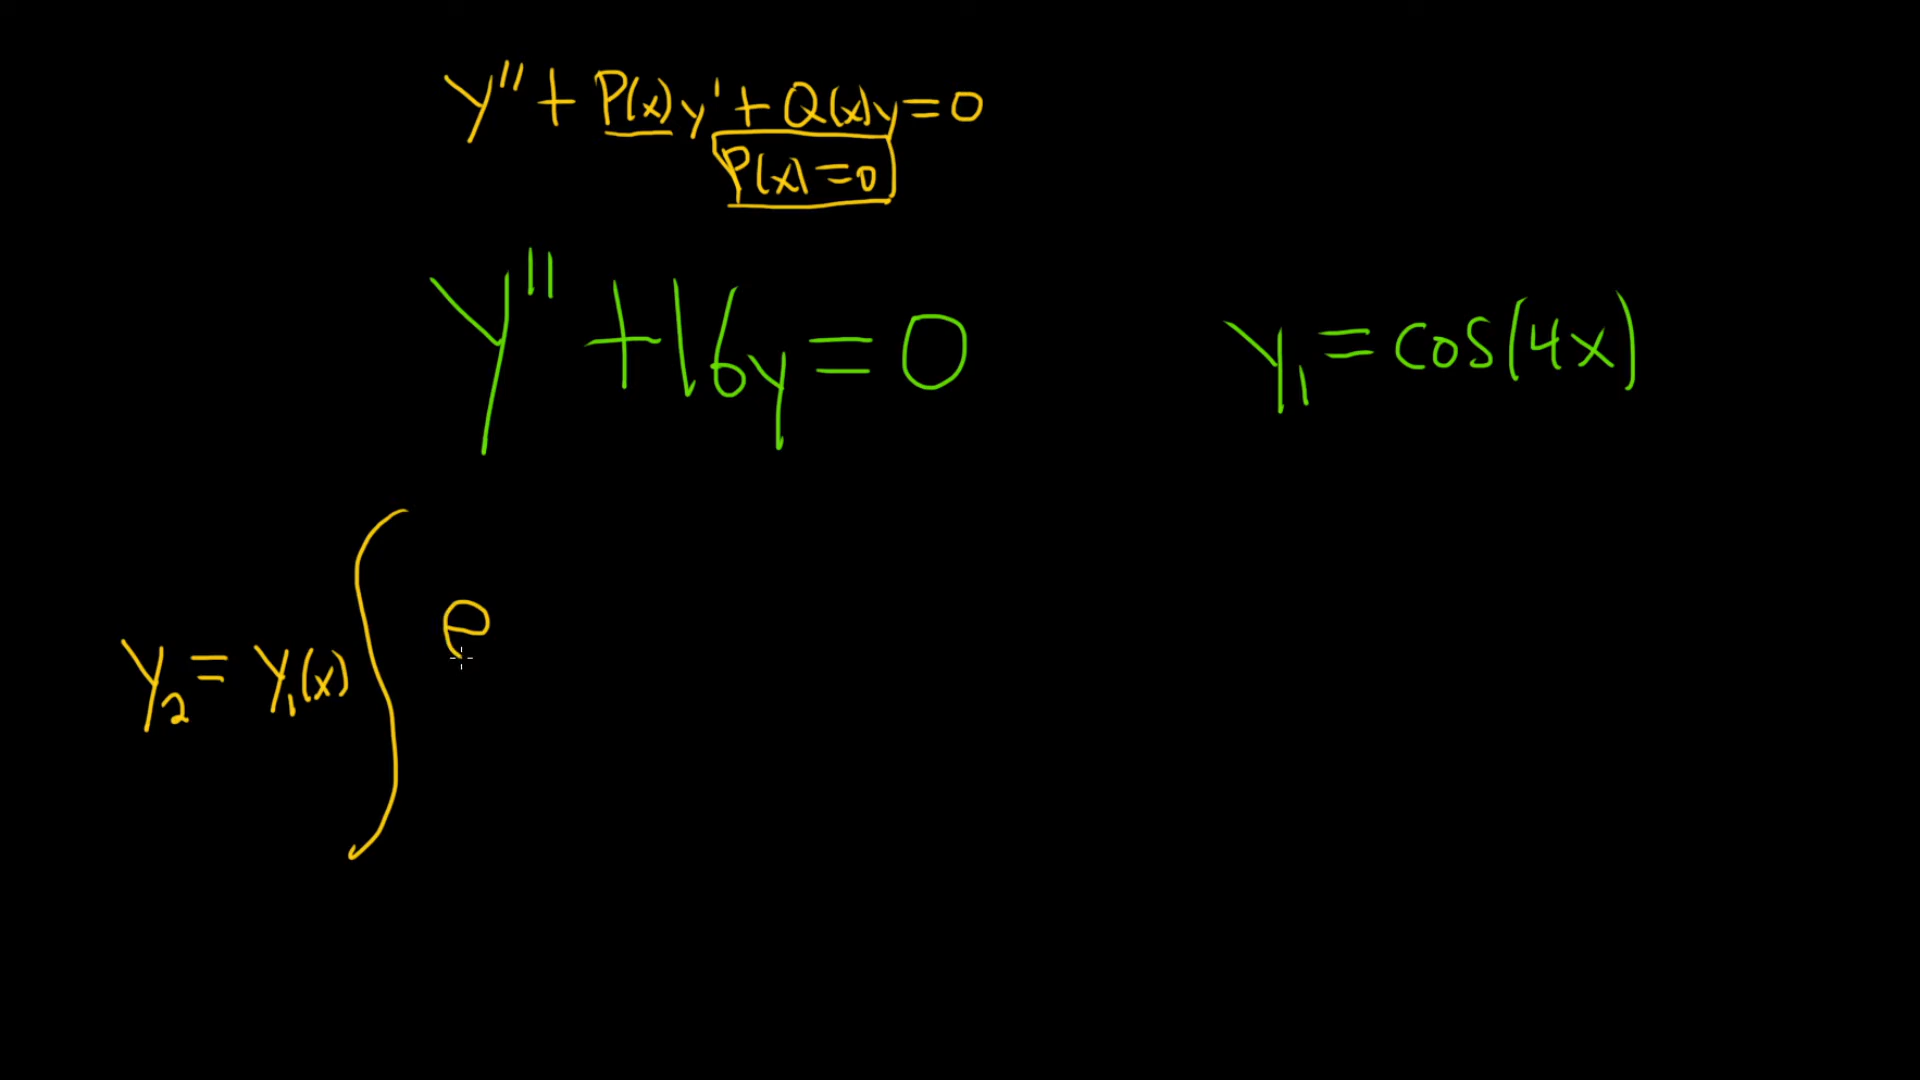 y'' + P(x)y' + Q(x)y = 0
P(x) = 0
y'' + 16y = 0
y₁ = cos(4x)
y₂ = y₁(x) ∫ e